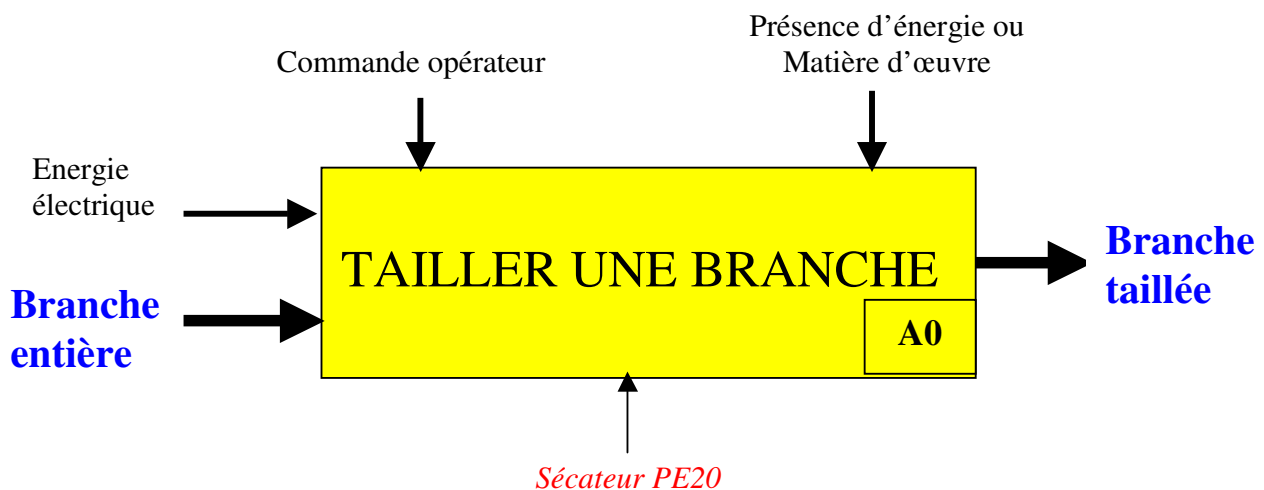 Présence d'énergie ou
Matière d'œuvre
Commande opérateur
Energie
électrique
TAILLER UNE BRANCHE
Branche
taillée
Branche
entière
A0
Sécateur PE20